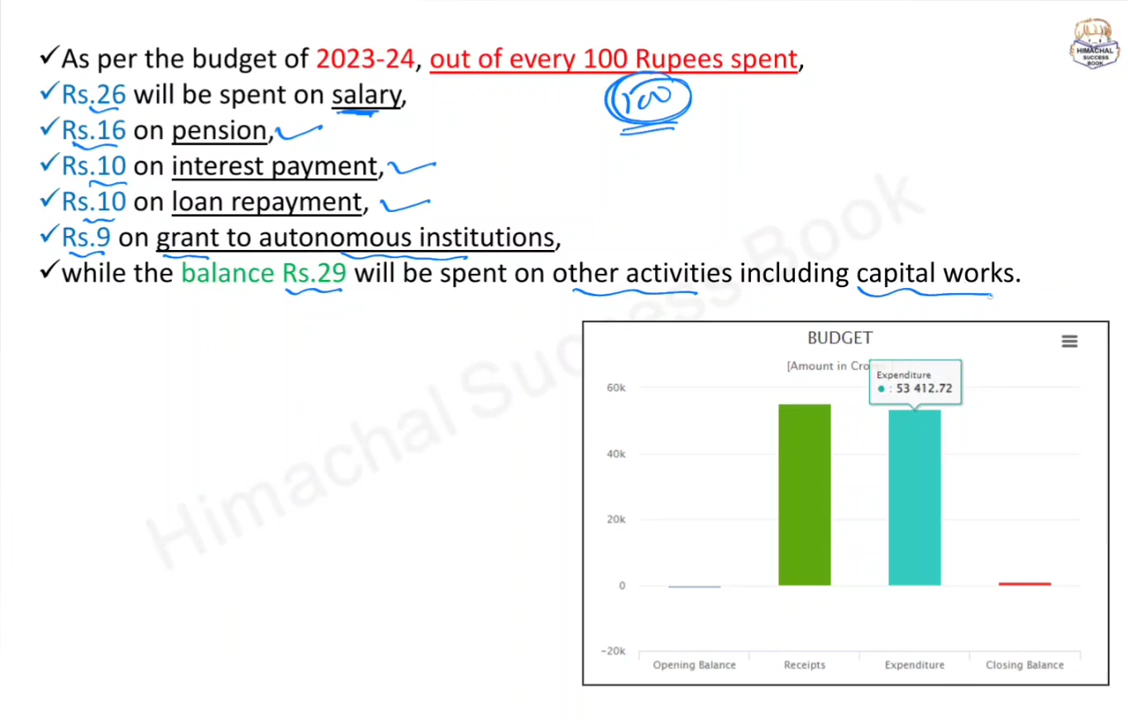 ✓As per the budget of 2023-24, out of every 100 Rupees spent,
✓Rs.26 will be spent on salary,
100
✓Rs.16 on pension,
✓Rs.10 on interest payment,
✓Rs.10 on loan repayment,
✓Rs.9 on grant to autonomous institutions,
✓while the balance Rs.29 will be spent on other activities including capital works.
HIMACHAL
SUCCESS
BOOK
Himachal Success Book
BUDGET
[Amount in
Expenditure
: 53 412.72
60k
40k
20k
0
-20k
Opening Balance Receipts Expenditure Closing Balance